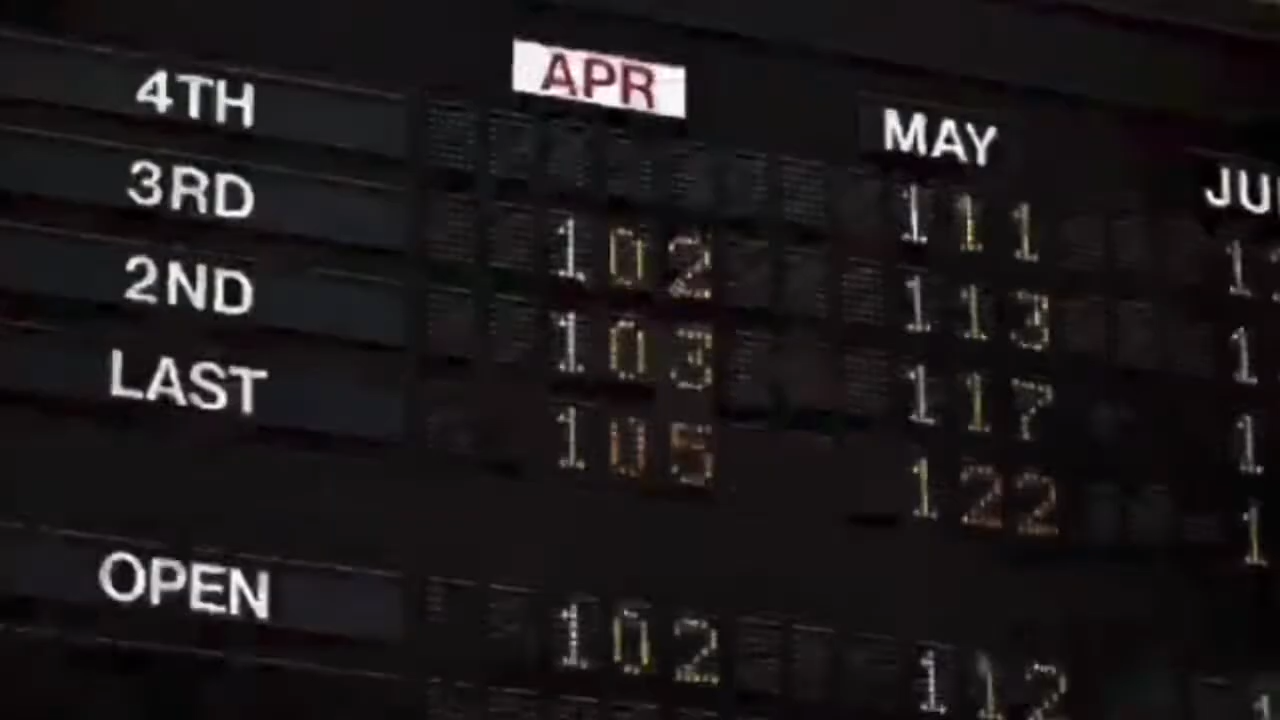 APR MAY
4TH 111
3RD 102 113
2ND 103 117
LAST 105 122
OPEN 102 112